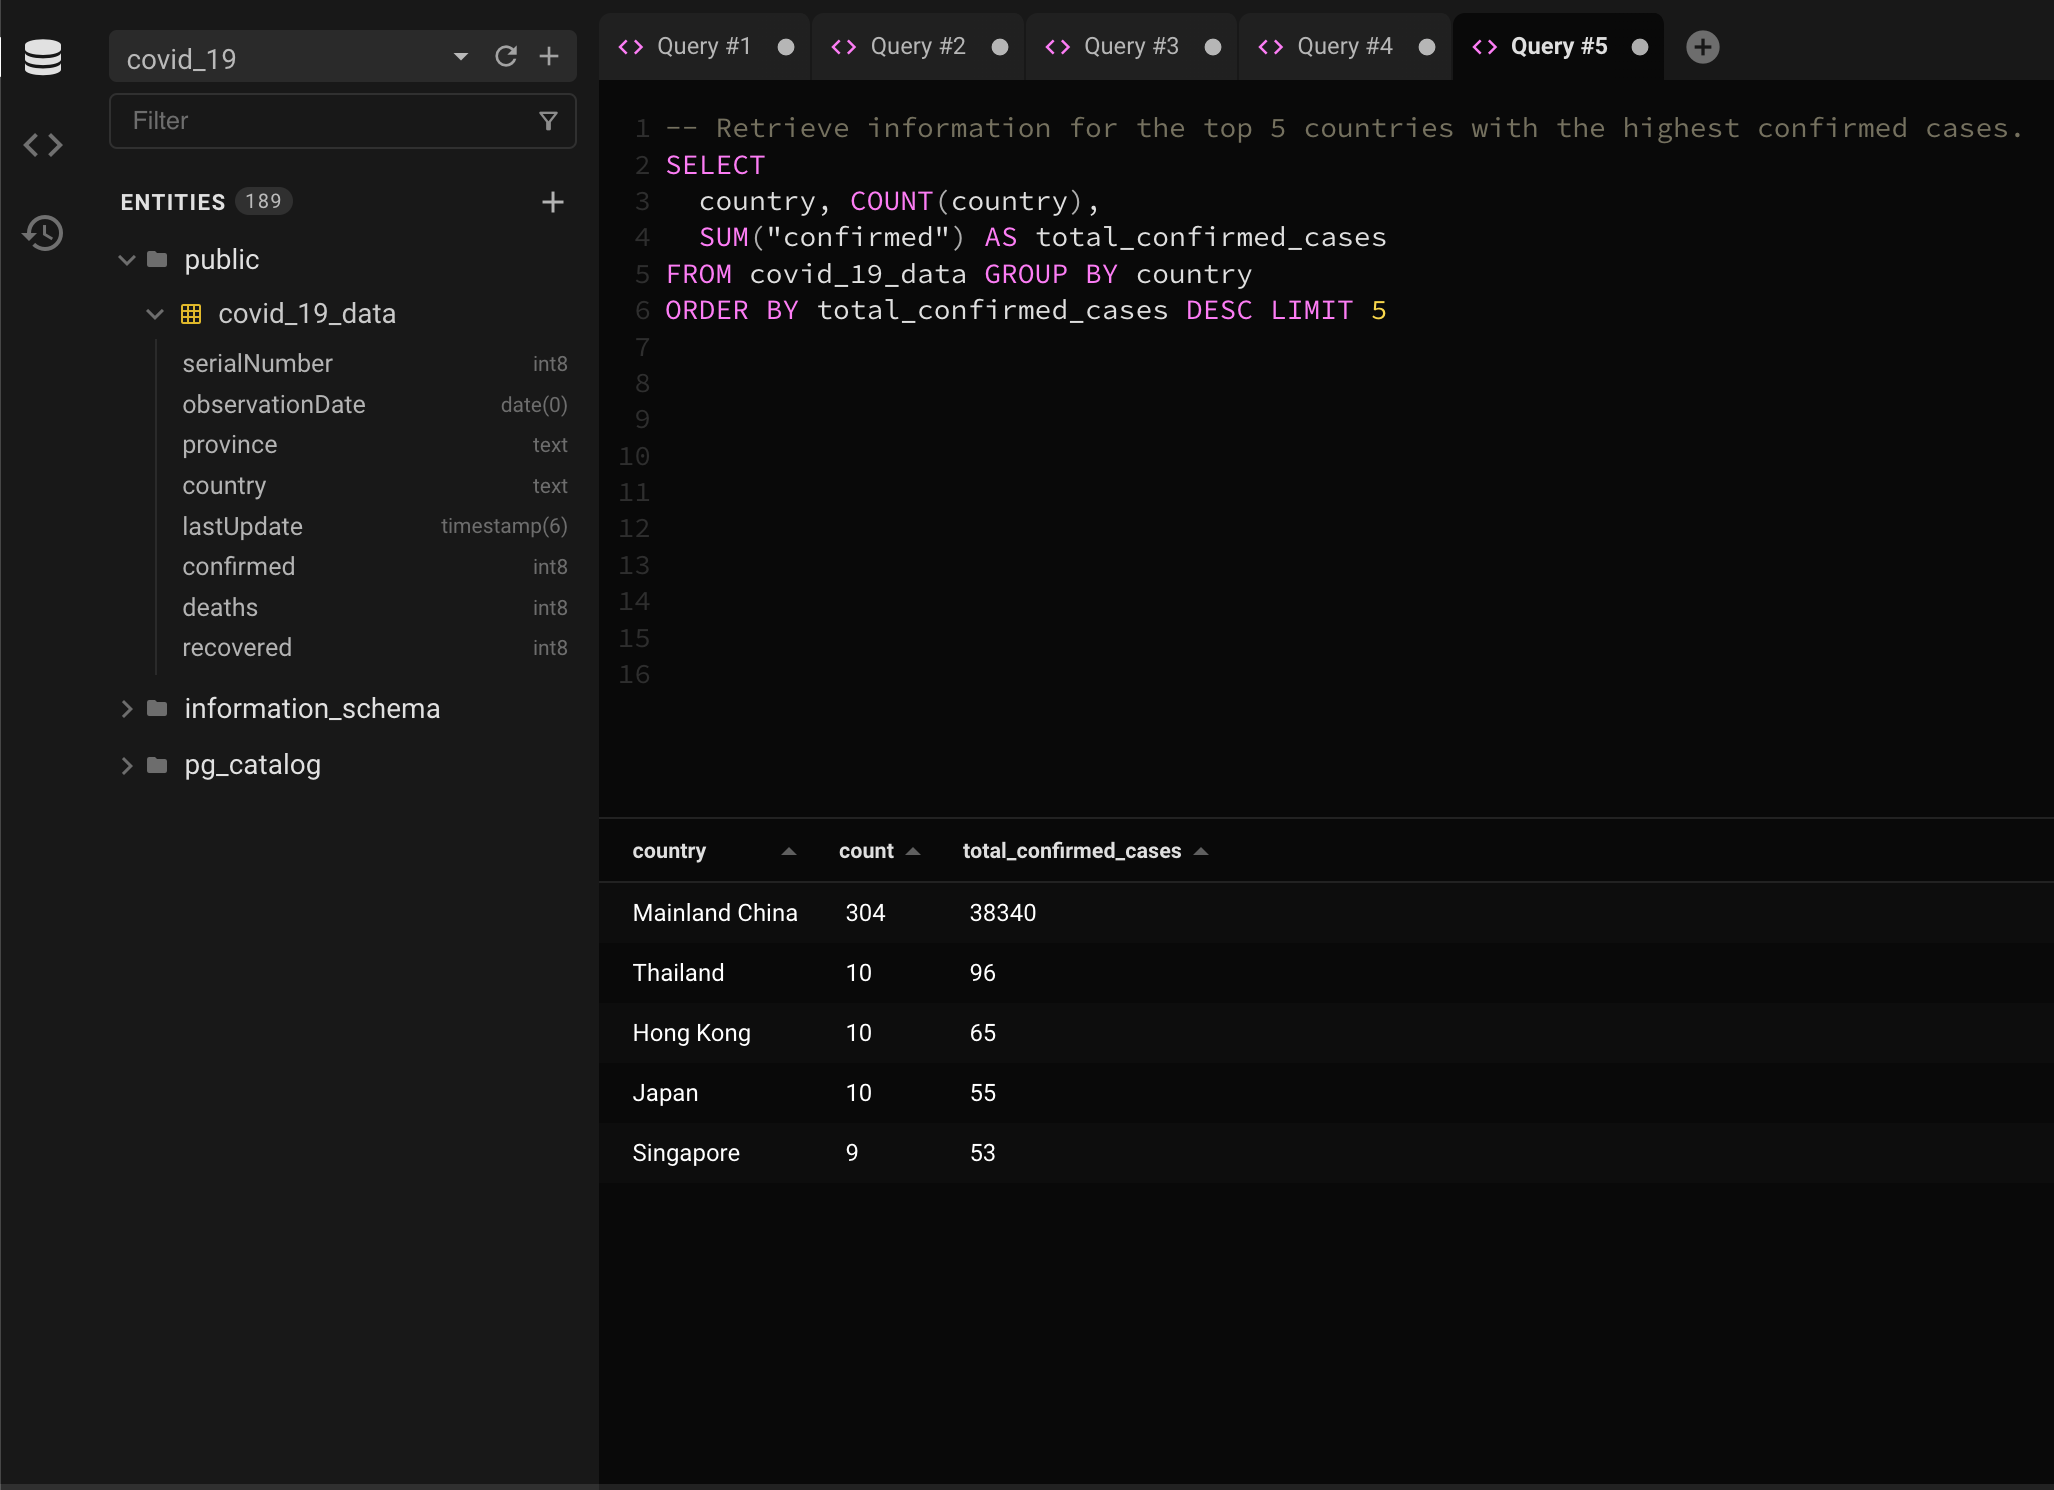 covid_19
Filter
ENTITIES 189
public
covid_19_data
serialNumber int8
observationDate date(0)
province text
country text
lastUpdate timestamp(6)
confirmed int8
deaths int8
recovered int8
information_schema
pg_catalog
Query #1 Query #2 Query #3 Query #4 Query #5
1 -- Retrieve information for the top 5 countries with the highest confirmed cases.
2 SELECT
3 country, COUNT(country),
4 SUM("confirmed") AS total_confirmed_cases
5 FROM covid_19_data GROUP BY country
6 ORDER BY total_confirmed_cases DESC LIMIT 5
7
8
9
10
11
12
13
14
15
16
country count total_confirmed_cases
Mainland China 304 38340
Thailand 10 96
Hong Kong 10 65
Japan 10 55
Singapore 9 53